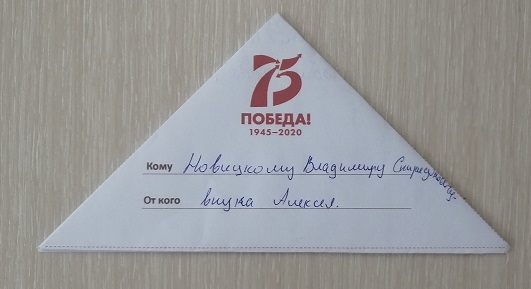 75
ПОБЕДА!
1945–2020
Кому Новицкому Владимиру
От кого внука Алексея.